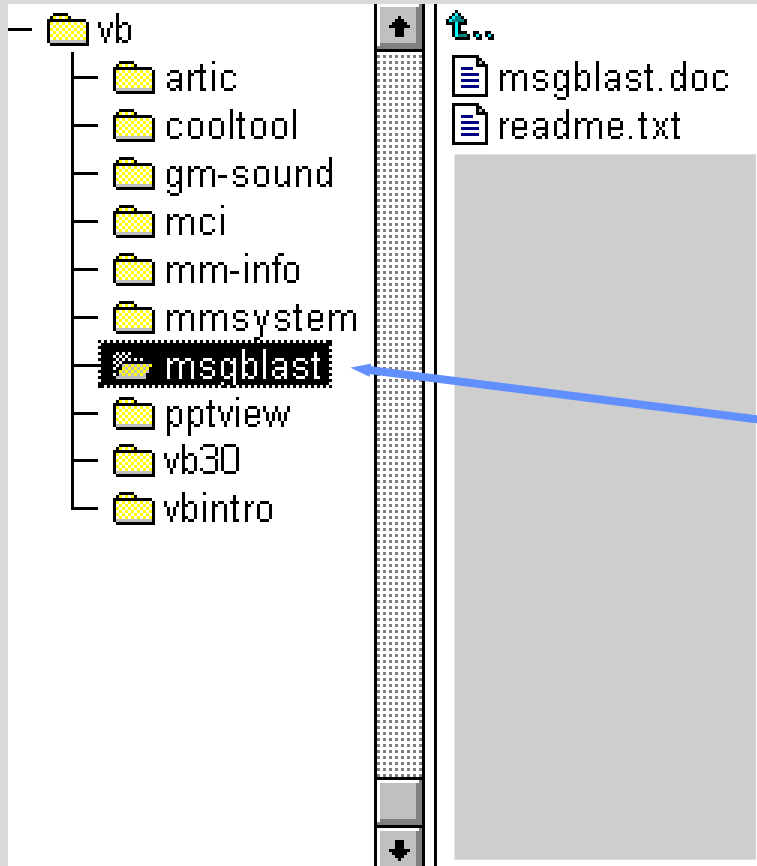 vb
artic
cooltool
gm-sound
mci
mm-info
mmsystem
msgblast
pptview
vb30
vbintro
..
msgblast.doc
readme.txt